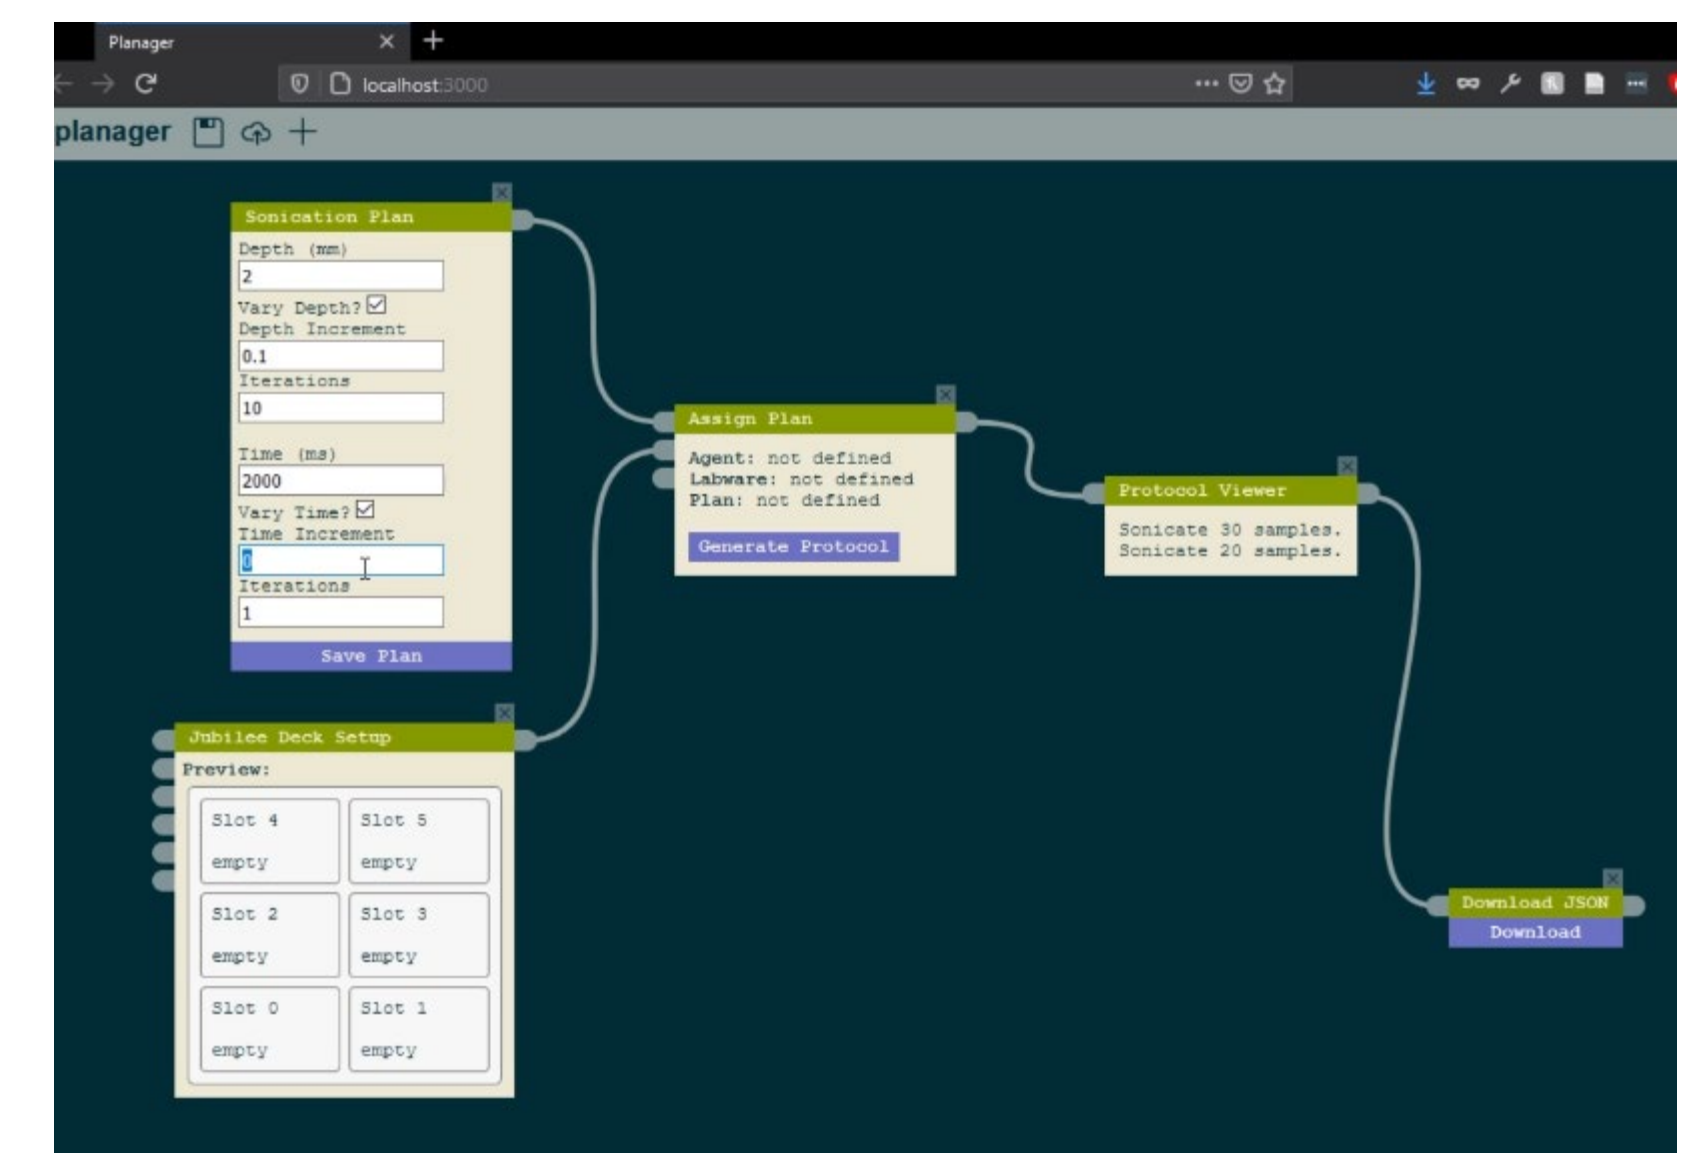 Planager
localhost:3000
planager
Sonication Plan
Depth (mm)
2
Vary Depth?
Depth Increment
0.1
Iterations
10
Time (ms)
2000
Vary Time?
Time Increment
0
Iterations
1
Save Plan
Jubilee Deck Setup
Preview:
Slot 4 Slot 5
empty empty
Slot 2 Slot 3
empty empty
Slot 0 Slot 1
empty empty
Assign Plan
Agent: not defined
Labware: not defined
Plan: not defined
Generate Protocol
Protocol Viewer
Sonicate 30 samples.
Sonicate 20 samples.
Download JSON
Download